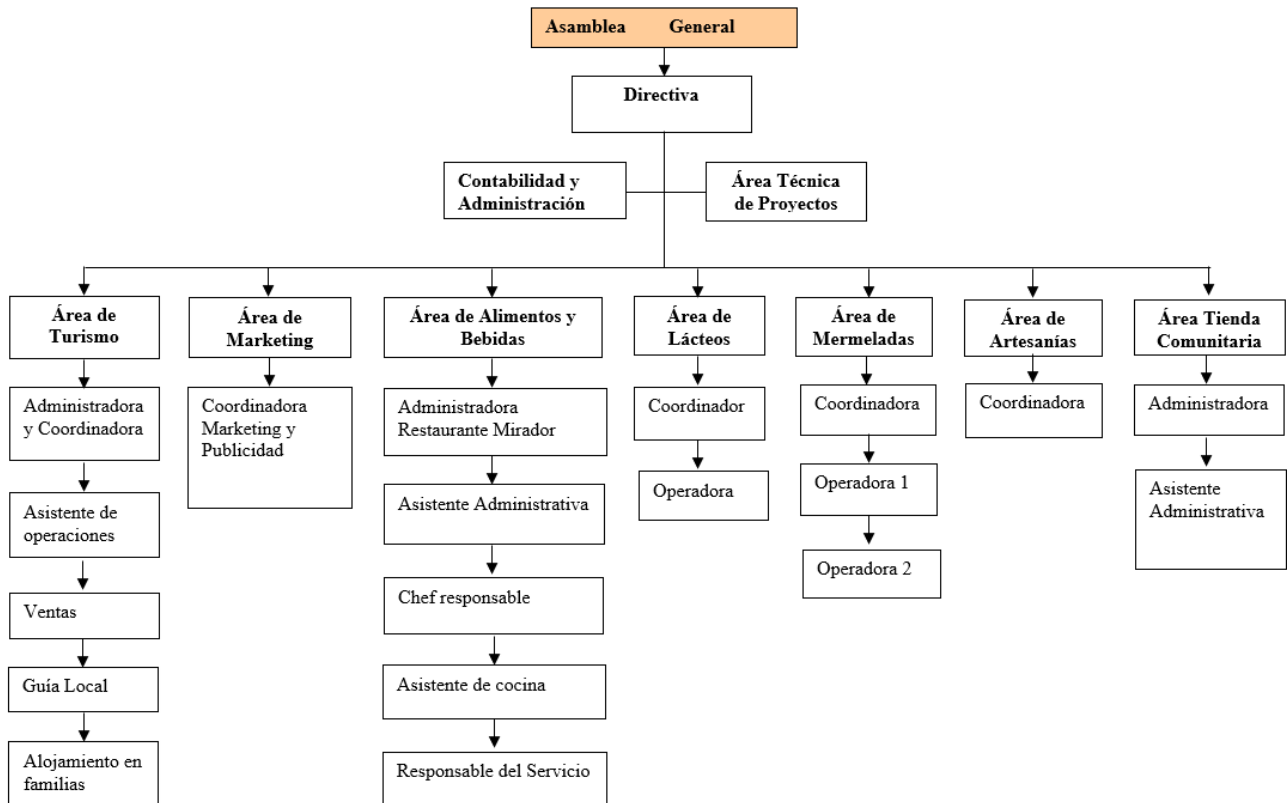 Asamblea General
Directiva
Contabilidad y
Administración
Área Técnica
de Proyectos
Área de
Turismo
Administradora
y Coordinadora
Asistente de
operaciones
Ventas
Guía Local
Alojamiento en
familias
Área de
Marketing
Coordinadora
Marketing y
Publicidad
Área de Alimentos y
Bebidas
Administradora
Restaurante Mirador
Asistente Administrativa
Chef responsable
Asistente de cocina
Responsable del Servicio
Área de
Lácteos
Coordinador
Operadora
Área de
Mermeladas
Coordinadora
Operadora 1
Operadora 2
Área de
Artesanías
Coordinadora
Área Tienda
Comunitaria
Administradora
Asistente
Administrativa